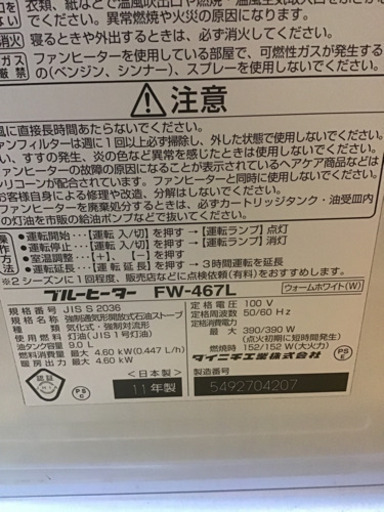 衣類、紙などで温風吹出口や燃焼・温風空気取入口をふさがな
い
でください。異常燃焼や火災の原因になります。
消火 寝るときや外出するときは、必ず消火してください。
ガス厳禁 ファンヒーターを使用している部屋で、可燃性ガスが発生する
(ベンジン、シンナー)、スプレーを使用しないでください。
注意
温に直接長時間あたらないでください。
ァンフィルターは週に1回以上必ず掃除し、外した状態で使用しないでください。
い、すすの発生、炎の色など異常を感じたときは使用しないでください。
ァンヒーターの故障の原因になることが表示されているヘアケア商品などは
リコーンが配合されています。ファンヒーターと同時に使用しないでください。
お客様自身による修理や改造、分解はしないでください。
ファンヒーターを廃棄処分するときは、必ずカートリッジタンク・油受皿内
の灯油を市販の給油ポンプなどで抜いてください。
操作方法
●運転開始…[運転 入/切]を押す→[運転ランプ]点灯
●運転停止…[運転 入/切]を押す→[運転ランプ]消灯
●室温調整…[+]、[-]を押す
●運転延長…[運転延長]を押す→3時間運転を延長
※2シーズンに1回程度、販売店などに点検依頼(有料)をおすすめします。
ブルーヒーター FW-467L ウォームホワイト(W)
規格番号 JIS S 2036
種類 強制通気形開放式石油ストーブ
型式 気化式・強制対流形
使用燃料 灯油(JIS 1号灯油)
油タンク容量 9.0 L
燃料消費量 最大 4.60 kW(0.447 L/h)
暖房出力 最大 4.60 kW
定格電圧 100 V
定格周波数 50/60 Hz
定格消費電力
最大 390/390 W
(点火初期に短時間発生)
燃焼時 152/152 W(大火力)
ダイニチ工業株式会社
PSC
PSE
認証
<日本製> 11年製
製造番号 5492704207